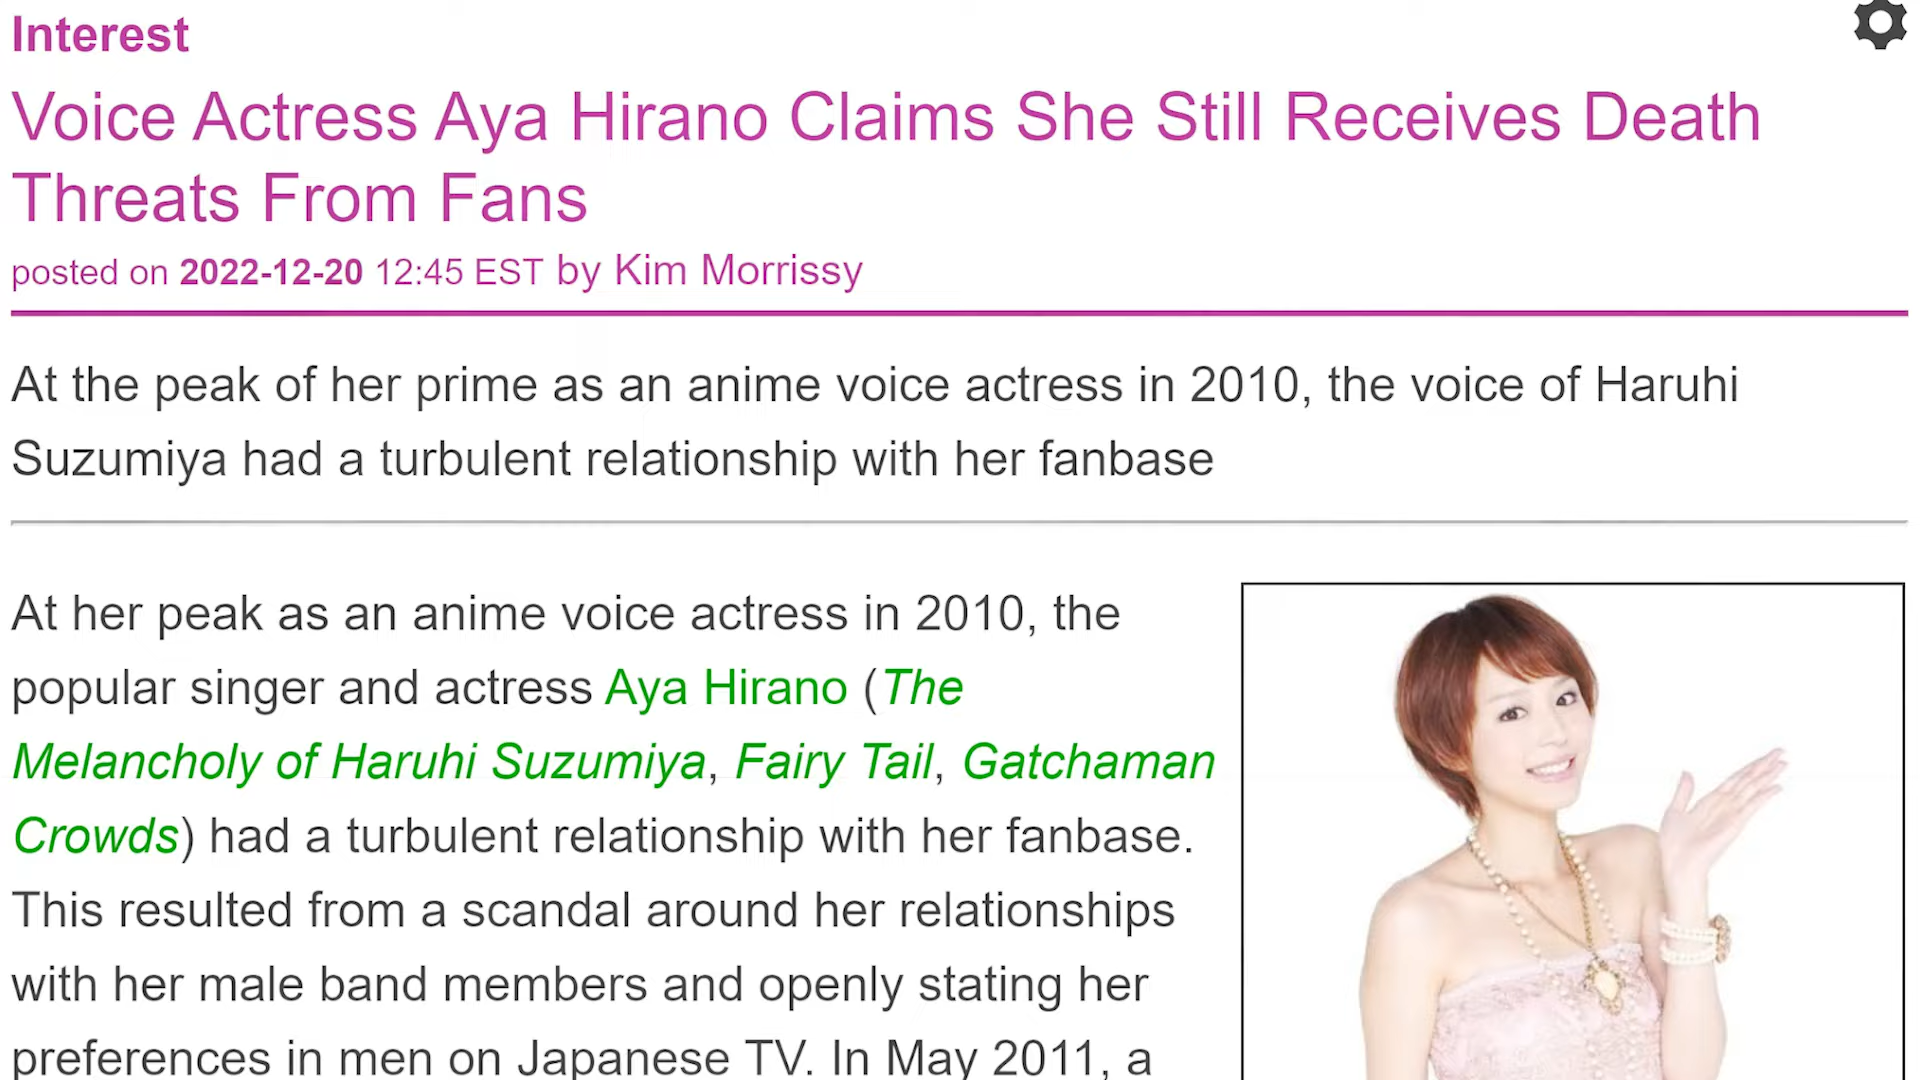 Interest
Voice Actress Aya Hirano Claims She Still Receives Death
Threats From Fans
posted on 2022-12-20 12:45 EST by Kim Morrissy
At the peak of her prime as an anime voice actress in 2010, the voice of Haruhi
Suzumiya had a turbulent relationship with her fanbase
At her peak as an anime voice actress in 2010, the
popular singer and actress Aya Hirano (The
Melancholy of Haruhi Suzumiya, Fairy Tail, Gatchaman
Crowds) had a turbulent relationship with her fanbase.
This resulted from a scandal around her relationships
with her male band members and openly stating her
preferences in men on Japanese TV. In May 2011, a